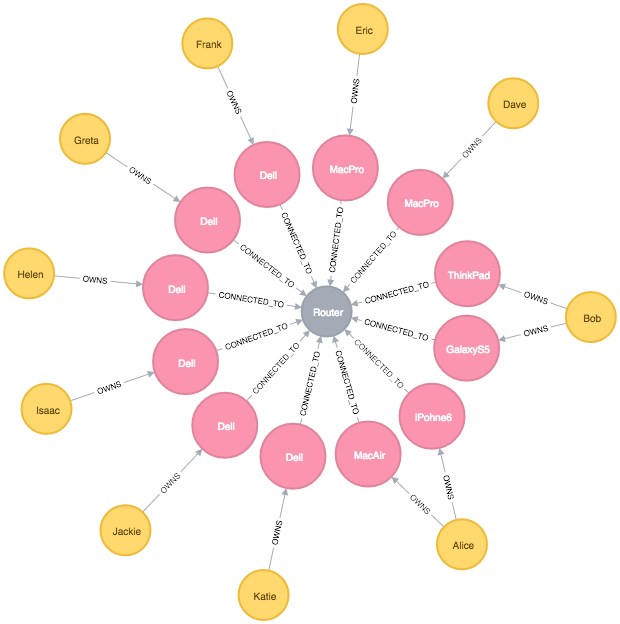 Eric
Frank
OWNS
OWNS
Dave
Greta
OWNS
OWNS
MacPro
Dell
MacPro
Dell
CONNECTED_TO
CONNECTED_TO
CONNECTED_TO
CONNECTED_TO
Helen
OWNS
Dell
CONNECTED_TO
ThinkPad
CONNECTED_TO
OWNS
Router
Bob
OWNS
CONNECTED_TO
GalaxyS5
CONNECTED_TO
Dell
CONNECTED_TO
CONNECTED_TO
CONNECTED_TO
CONNECTED_TO
OWNS
Isaac
IPohne6
Dell
Dell
MacAir
OWNS
OWNS
OWNS
Jackie
OWNS
Alice
Katie